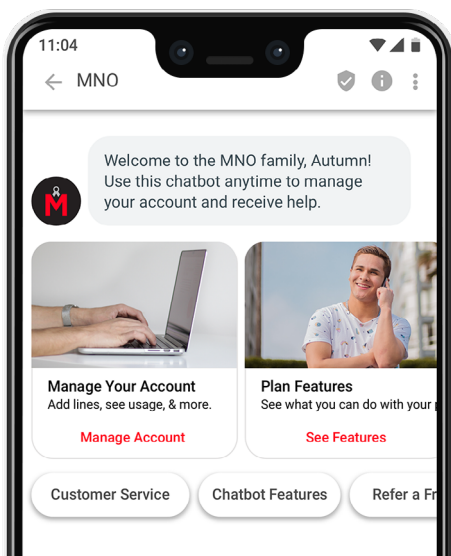 11:04
MNO
Welcome to the MNO family, Autumn!
Use this chatbot anytime to manage
your account and receive help.
M
Manage Your Account
Add lines, see usage, & more.
Manage Account
Plan Features
See what you can do with your
See Features
Customer Service
Chatbot Features
Refer a